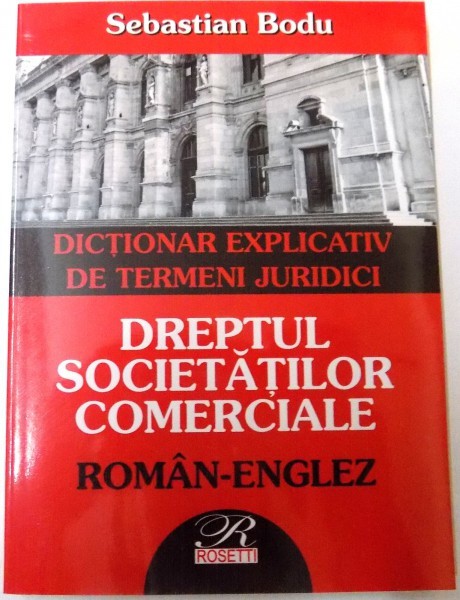 Sebastian Bodu
DICȚIONAR EXPLICATIV
DE TERMENI JURIDICI
DREPTUL
SOCIETĂȚILOR
COMERCIALE
ROMÂN-ENGLEZ
R
ROSETTI